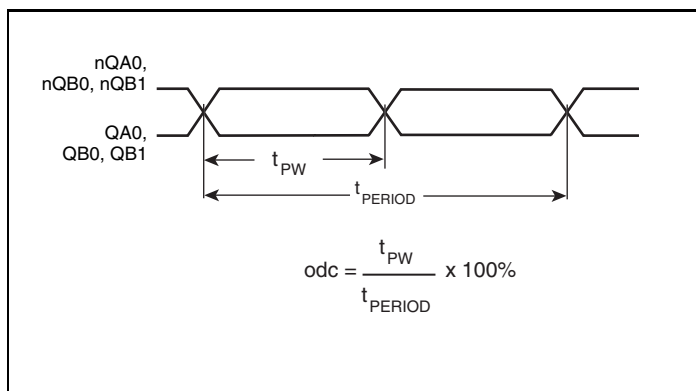 nQA0,
nQB0, nQB1
QA0,
QB0, QB1
tPW
tPERIOD
odc = tPW / tPERIOD x 100%